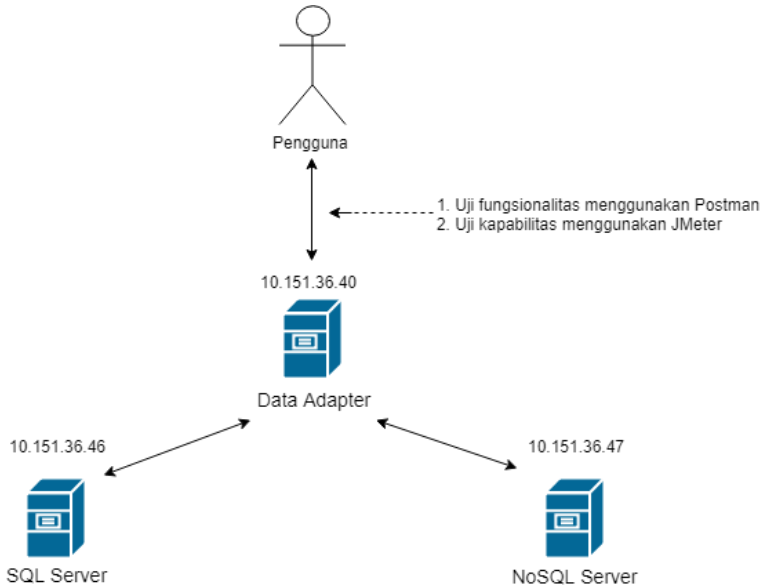 Pengguna
1. Uji fungsionalitas menggunakan Postman
2. Uji kapabilitas menggunakan JMeter
10.151.36.40
Data Adapter
10.151.36.46
10.151.36.47
SQL Server
NoSQL Server